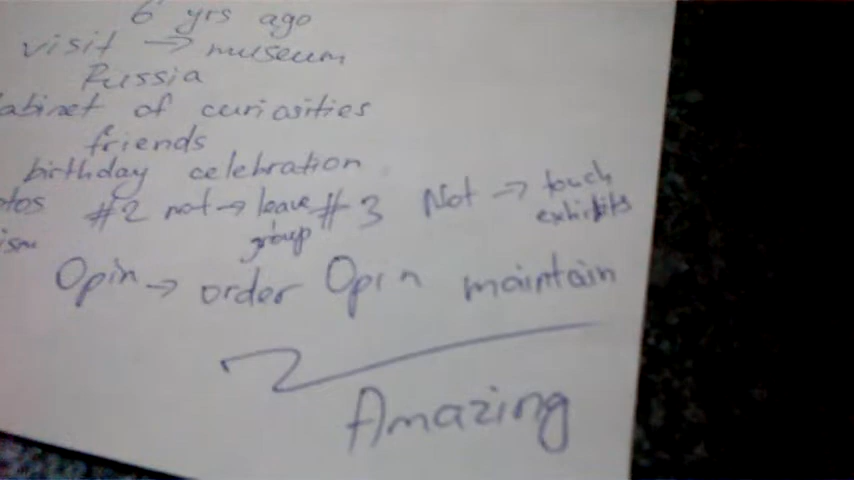 6 yrs ago
visit → museum
Russia
abinet of curiosities
friends
birthday celebration
tos #2 not → leave #3 Not → touch
ism group exhibits
Opin → order Opin maintain
Amazing